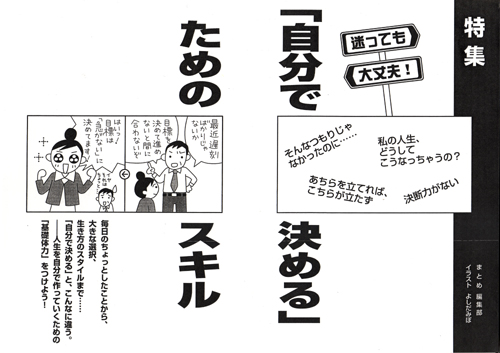 特集
「自分で決める」
ためのスキル
迷っても
大丈夫！
私の人生、
どうして
こうなっちゃうの？
そんなつもりじゃ
なかったのに……
あちらを立てれば、
こちらが立たず
決断力がない
最近遅刻
ばかりじゃ
ないか
目標を
決めて進め
ないと間に
合わないぞ
はいっ！
目標は
「急がない」に
決めてます。
毎日のちょっとしたことから、
大きな選択、
生き方のスタイルまで……
「自分で決める」と、こんなに違う。
――人生を自分で作っていくための
「基礎体力」をつけよう！
まとめ 編集部
イラスト よしだみぼ